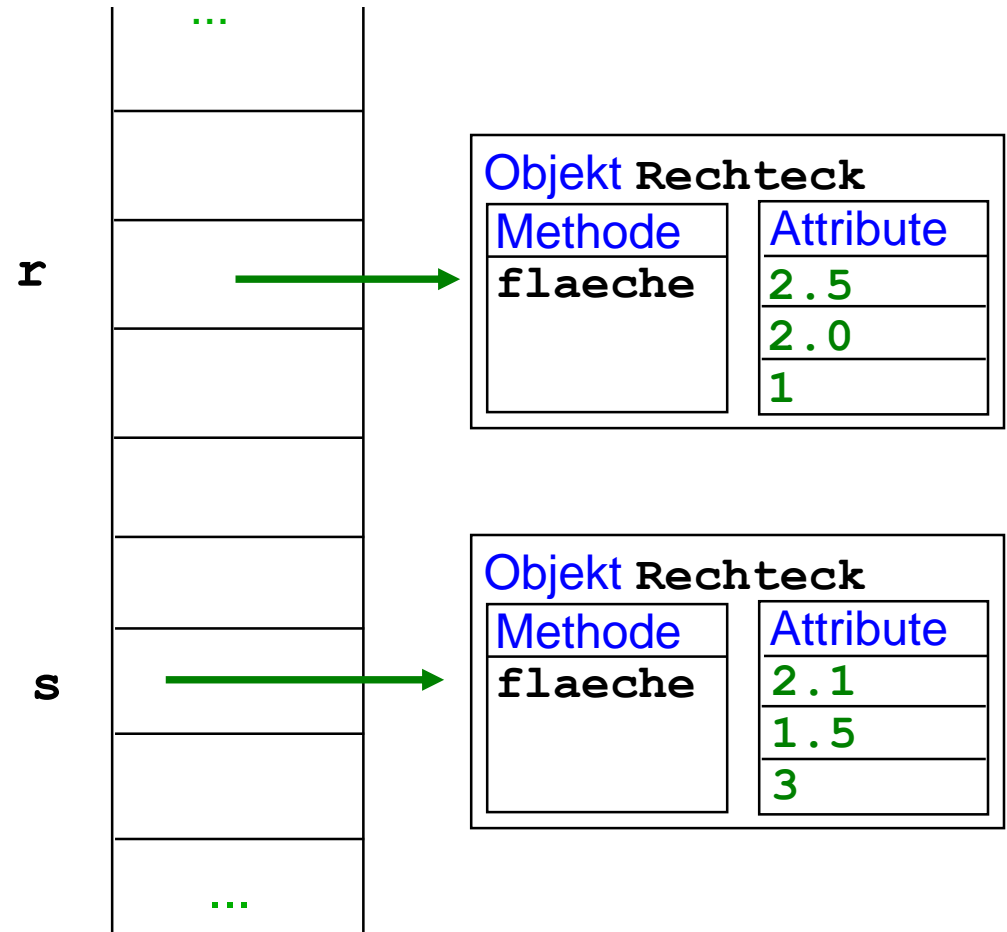 ...
r
Objekt Rechteck
Methode
flaeche
Attribute
2.5
2.0
1
s
Objekt Rechteck
Methode
flaeche
Attribute
2.1
1.5
3
...